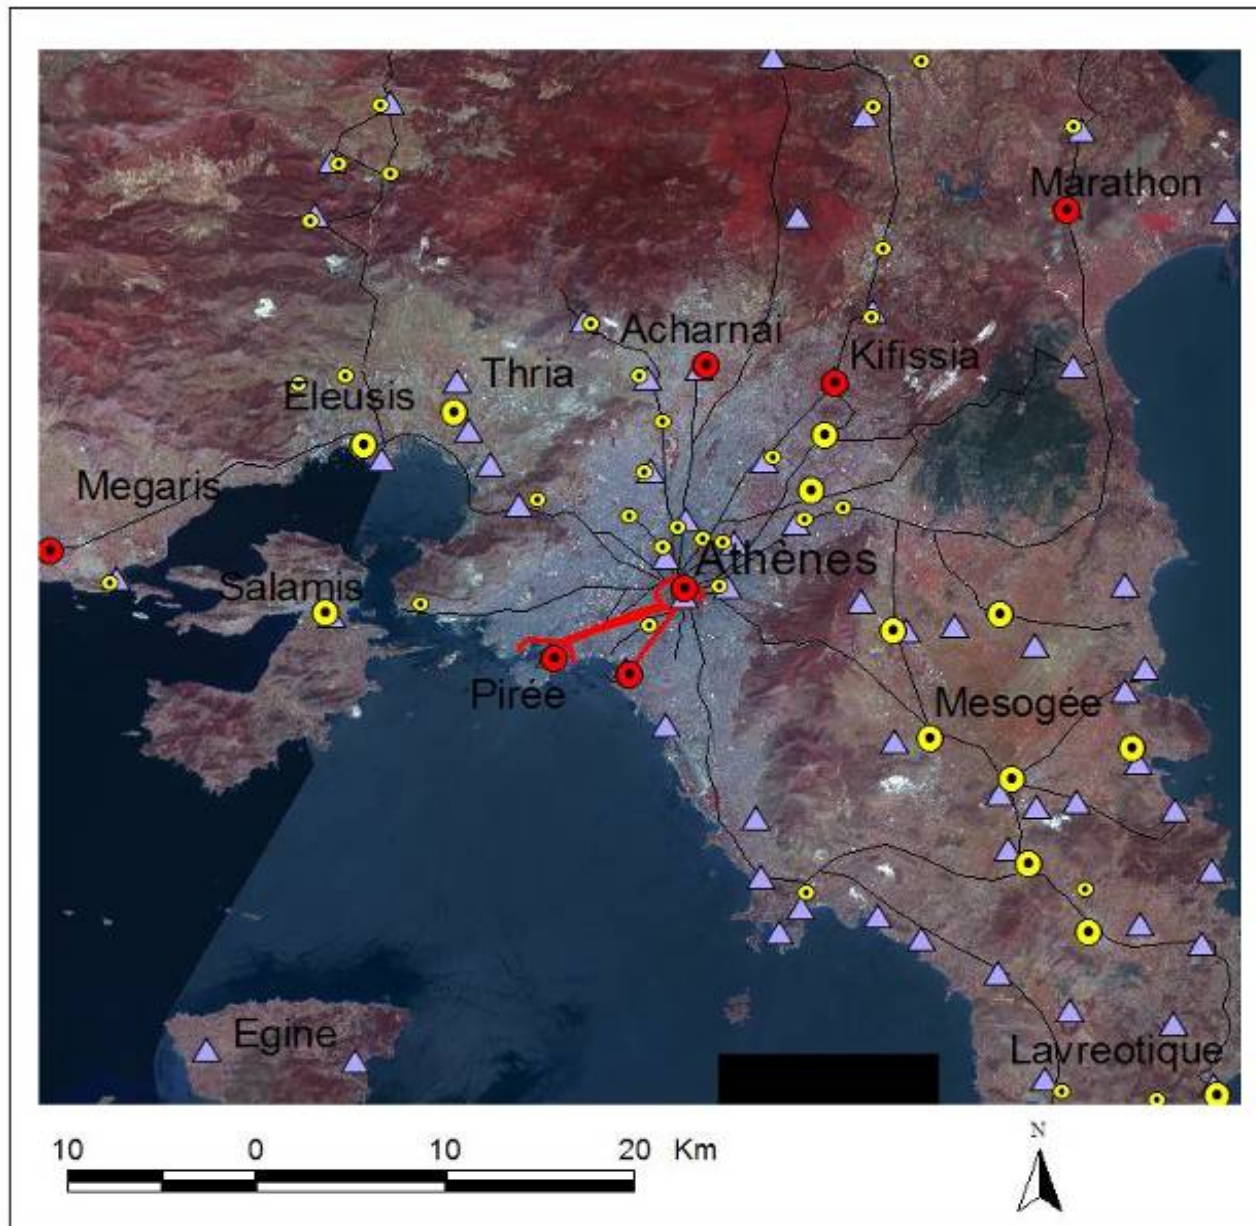 Marathon
Acharnai
Kifissia
Thria
Eleusis
Megaris
Athènes
Salamis
Pirée
Mesogée
Egine
Lavreotique
10 0 10 20 Km
N